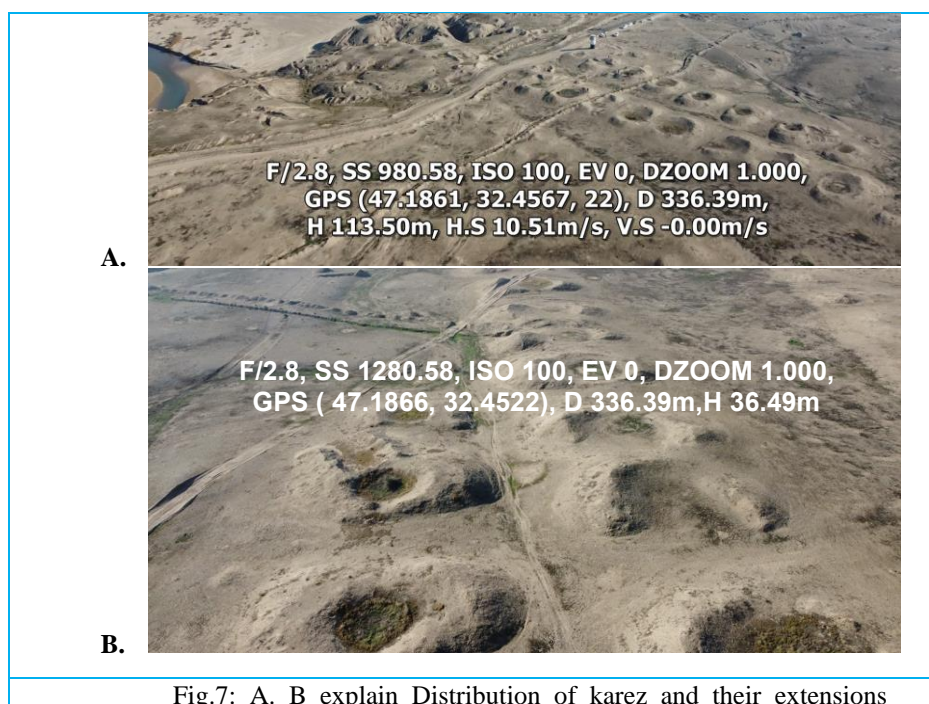 F/2.8, SS 980.58, ISO 100, EV 0, DZOOM 1.000,
GPS (47.1861, 32.4567, 22), D 336.39m,
H 113.50m, H.S 10.51m/s, V.S -0.00m/s
A.
F/2.8, SS 1280.58, ISO 100, EV 0, DZOOM 1.000,
GPS ( 47.1866, 32.4522), D 336.39m,H 36.49m
B.
Fig.7: A. B explain Distribution of karez and their extensions